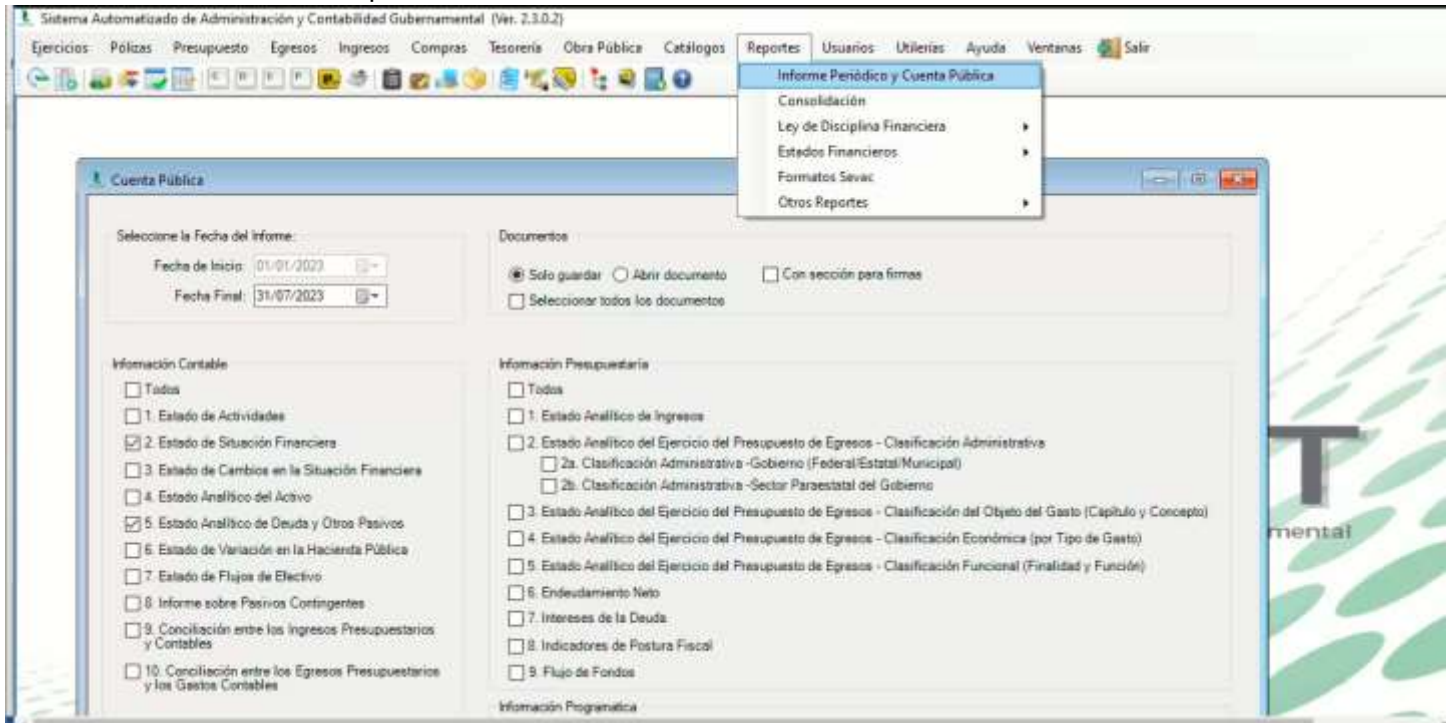 Sistema Automatizado de Administración y Contabilidad Gubernamental (Ver. 2.3.0.2)
Ejercicios Pólizas Presupuesto Egresos Ingresos Compras Tesorería Obra Pública Catálogos Reportes Usuarios Utilerías Ayuda Ventanas Salir
Informe Periódico y Cuenta Pública
Consolidación
Ley de Disciplina Financiera
Estados Financieros
Formatos Sevac
Otros Reportes
Cuenta Pública
Seleccione la Fecha del Informe:
Fecha de Inicio: 01/01/2023
Fecha Final: 31/07/2023
Documentos
Solo guardar Abrir documento Con sección para firmas
Seleccionar todos los documentos
Información Contable
Todos
1. Estado de Actividades
2. Estado de Situación Financiera
3. Estado de Cambios en la Situación Financiera
4. Estado Analítico del Activo
5. Estado Analítico de Deuda y Otros Pasivos
6. Estado de Variación en la Hacienda Pública
7. Estado de Flujos de Efectivo
8. Informe sobre Pasivos Contingentes
9. Conciliación entre los Ingresos Presupuestarios
y Contables
10. Conciliación entre los Egresos Presupuestarios
y los Gastos Contables
Información Presupuestaria
Todos
1. Estado Analítico de Ingresos
2. Estado Analítico del Ejercicio del Presupuesto de Egresos - Clasificación Administrativa
2a. Clasificación Administrativa -Gobierno (Federal/Estatal/Municipal)
2b. Clasificación Administrativa -Sector Paraestatal del Gobierno
3. Estado Analítico del Ejercicio del Presupuesto de Egresos - Clasificación del Objeto del Gasto (Capítulo y Concepto)
4. Estado Analítico del Ejercicio del Presupuesto de Egresos - Clasificación Económica (por Tipo de Gasto)
5. Estado Analítico del Ejercicio del Presupuesto de Egresos - Clasificación Funcional (Finalidad y Función)
6. Endeudamiento Neto
7. Intereses de la Deuda
8. Indicadores de Postura Fiscal
9. Flujo de Fondos
Información Programatica
T
mental